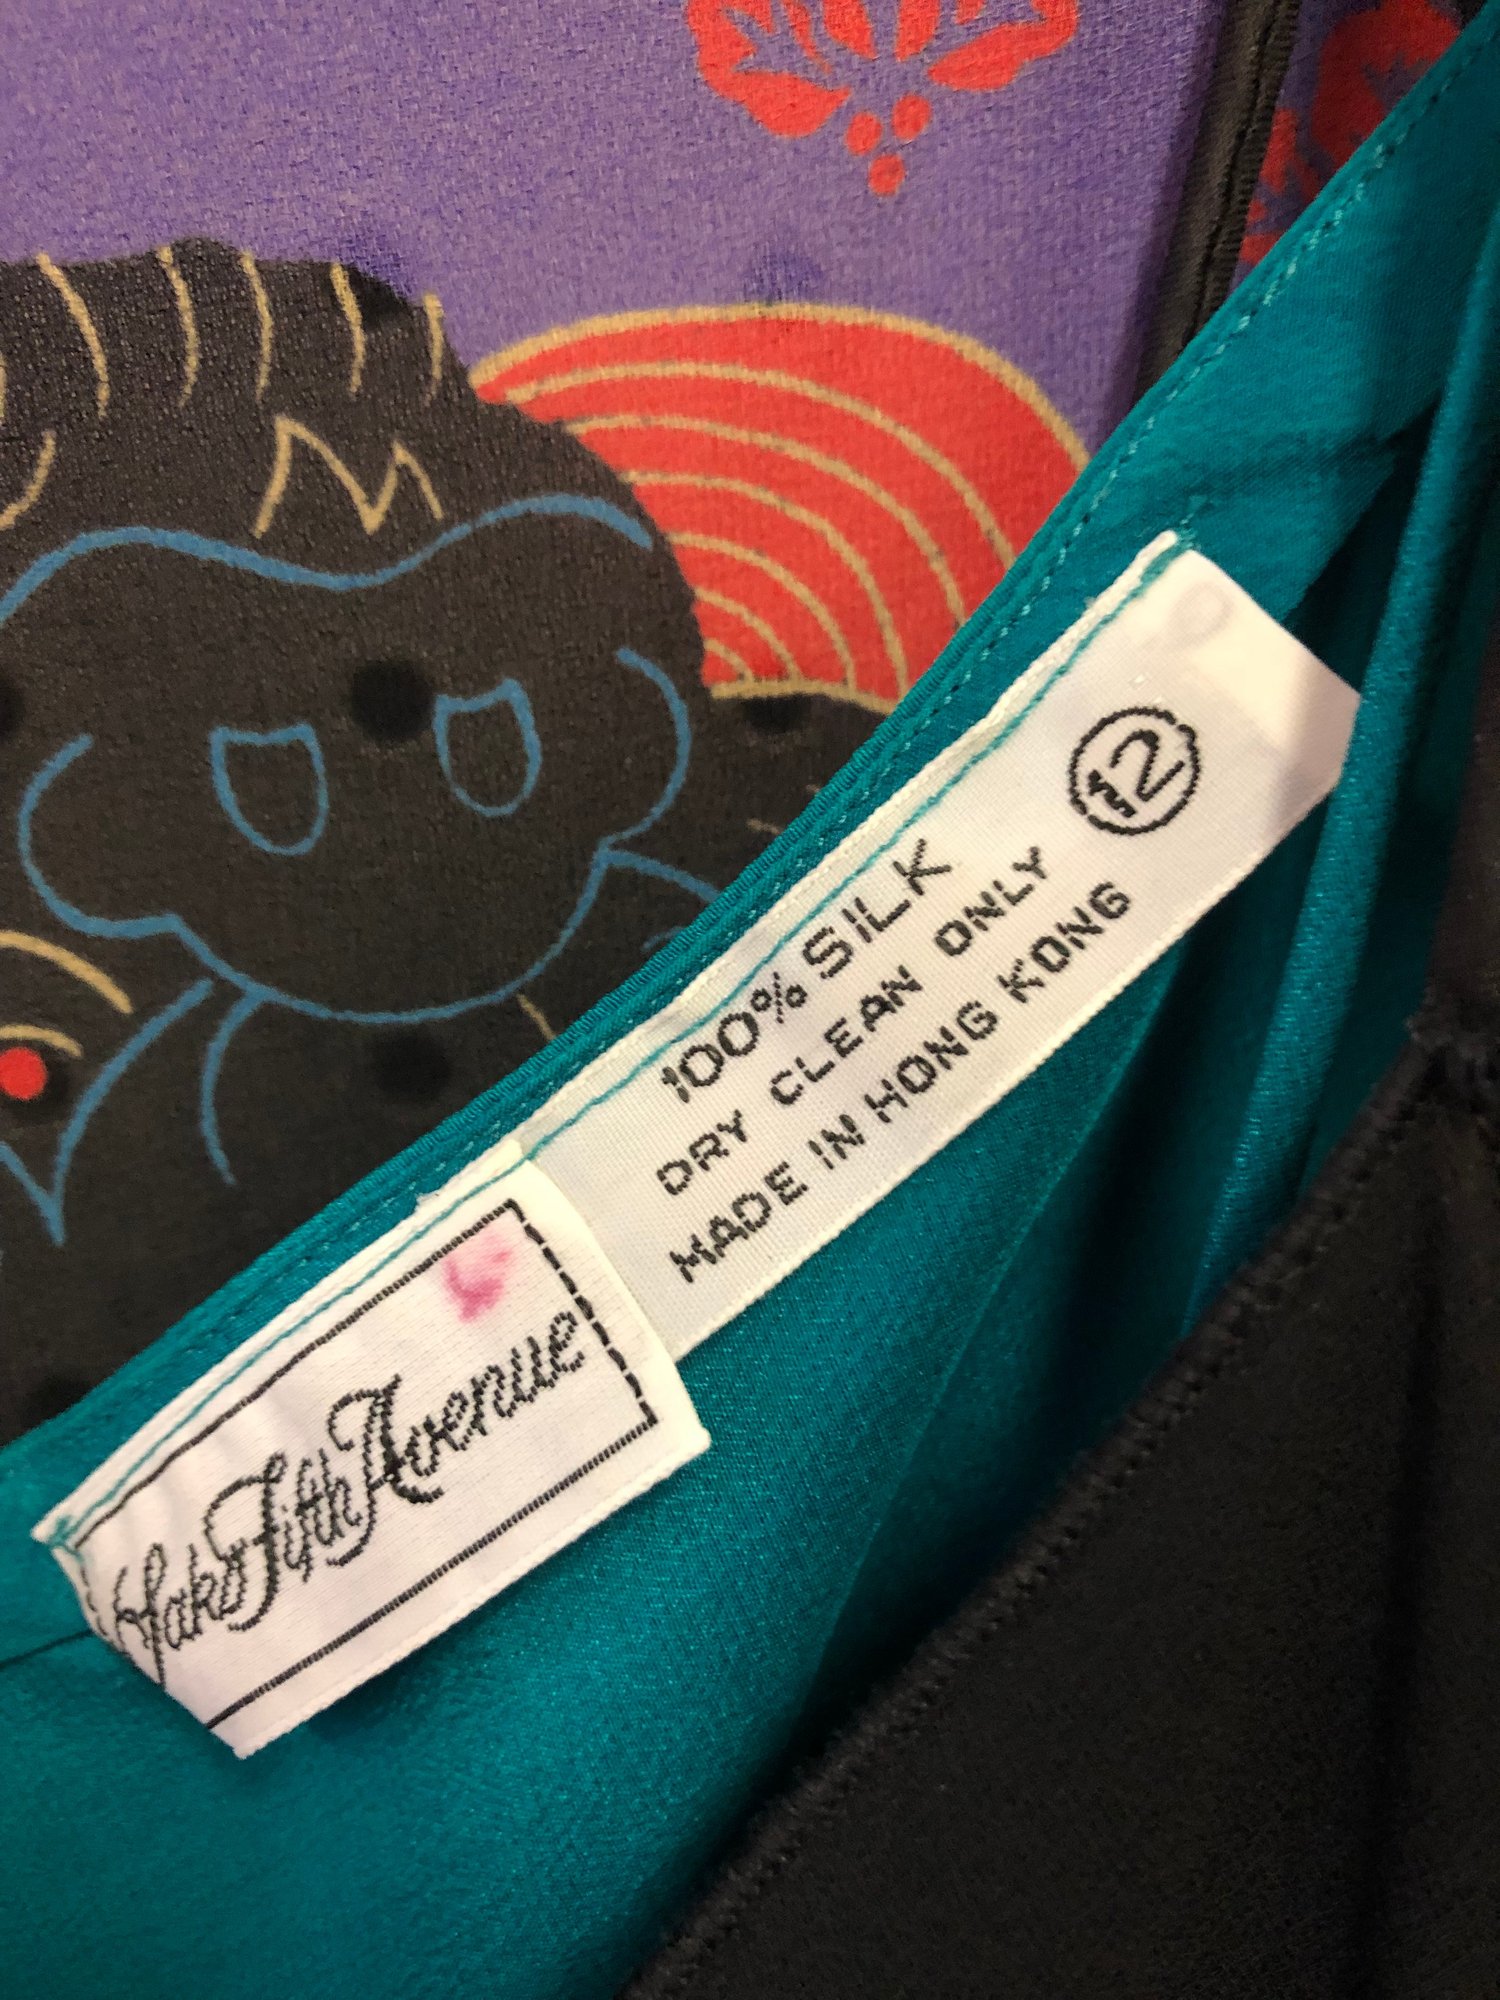 Saks Fifth Avenue
100% SILK
DRY CLEAN ONLY
MADE IN HONG KONG
12